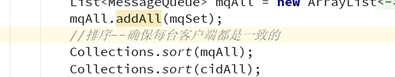 List<MessageQueue> mqAll = new ArrayList<~>
mqAll.addAll(mqSet);
//排序--确保每台客户端都是一致的
Collections.sort(mqAll);
Collections.sort(cidAll);